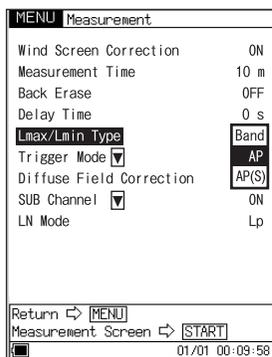 MENU Measurement
Wind Screen Correction ON
Measurement Time 10 m
Back Erase OFF
Delay Time 0 s
Lmax/Lmin Type Band
Trigger Mode ▼ AP
Diffuse Field Correction AP(S)
SUB Channel ▼ ON
LN Mode Lp
Return ⇨ MENU
Measurement Screen ⇨ START
01/01 00:09:58